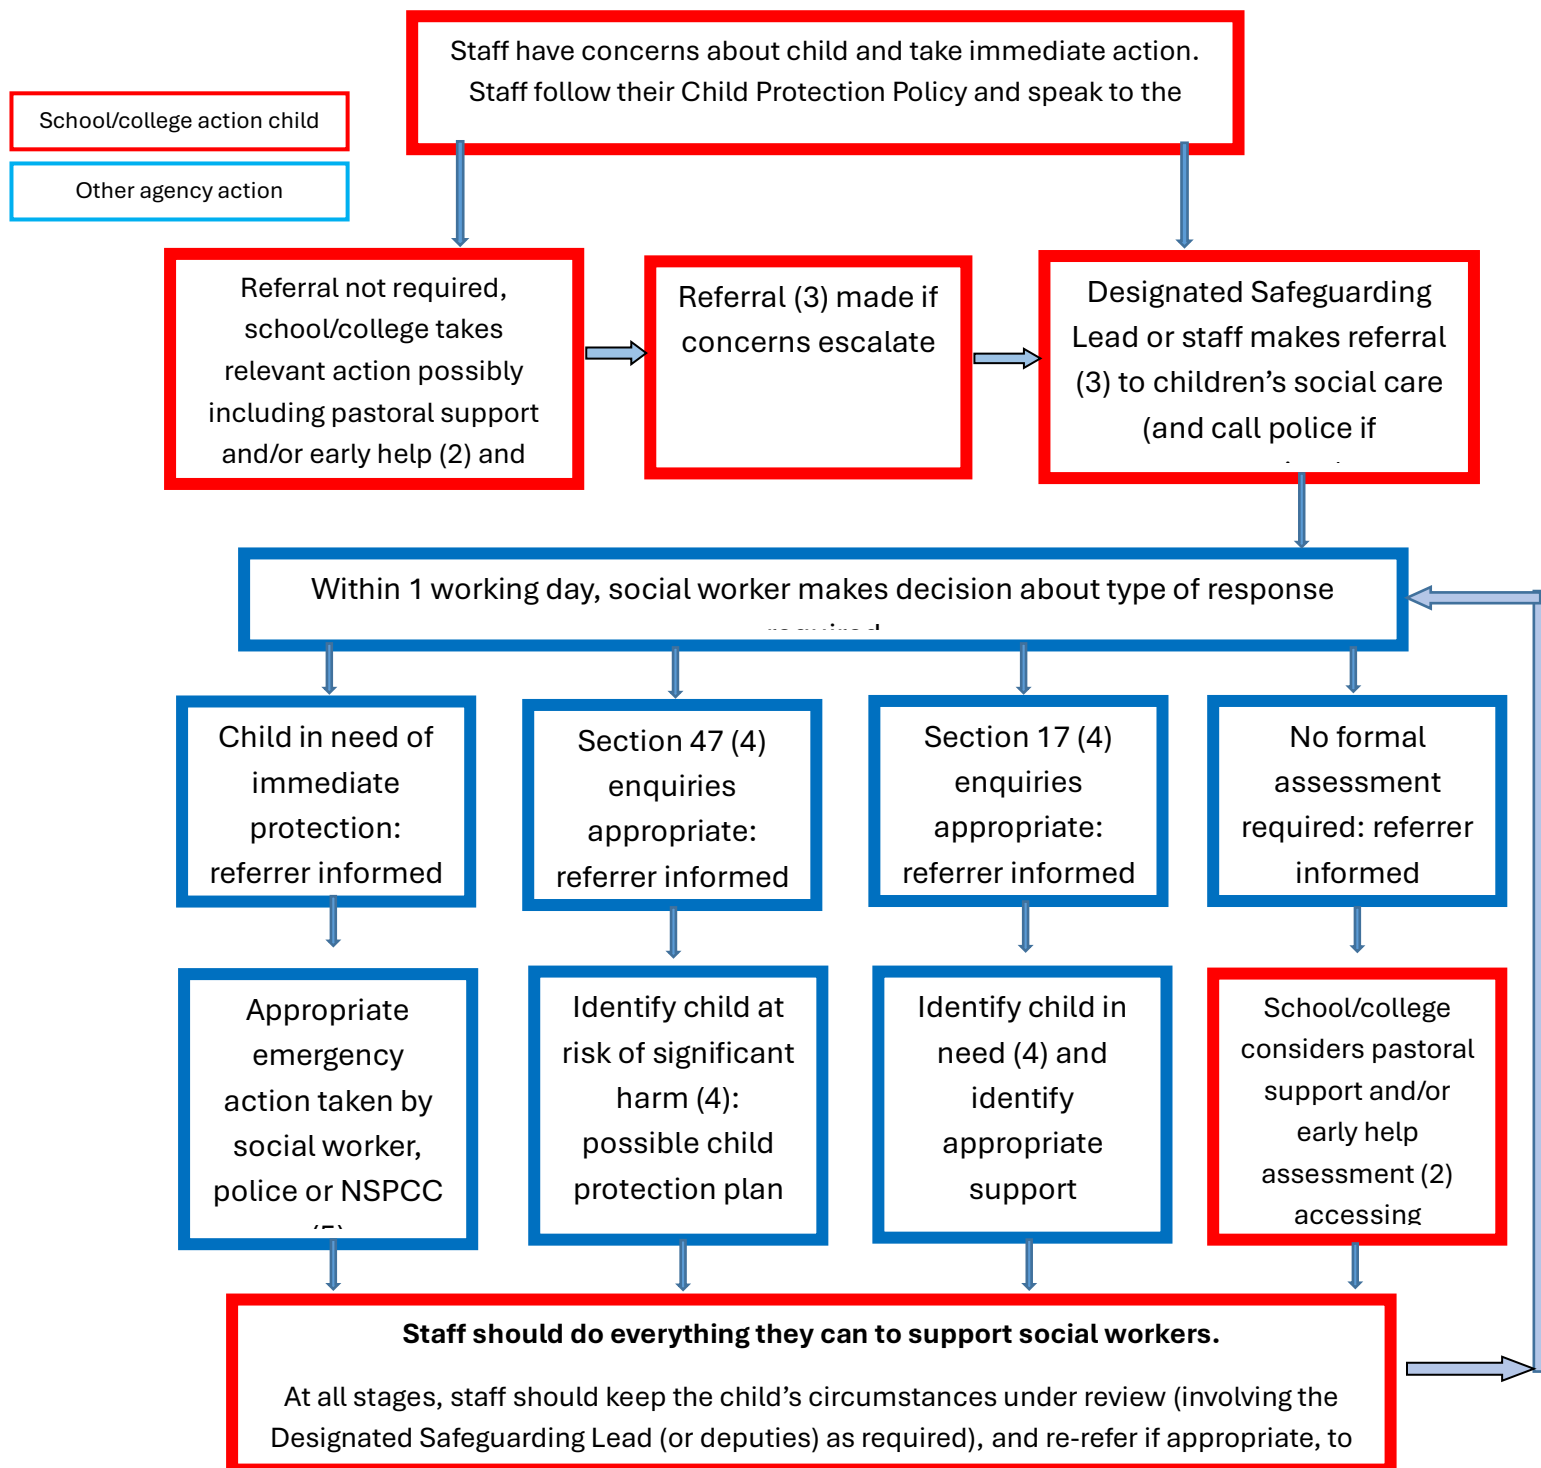 Staff have concerns about child and take immediate action.
Staff follow their Child Protection Policy and speak to the
School/college action child
Other agency action
Referral not required,
school/college takes
relevant action possibly
including pastoral support
and/or early help (2) and
Referral (3) made if
concerns escalate
Designated Safeguarding
Lead or staff makes referral
(3) to children’s social care
(and call police if
Within 1 working day, social worker makes decision about type of response
required
Child in need of
immediate
protection:
referrer informed
Section 47 (4)
enquiries
appropriate:
referrer informed
Section 17 (4)
enquiries
appropriate:
referrer informed
No formal
assessment
required: referrer
informed
Appropriate
emergency
action taken by
social worker,
police or NSPCC
(5)
Identify child at
risk of significant
harm (4):
possible child
protection plan
Identify child in
need (4) and
identify
appropriate
support
School/college
considers pastoral
support and/or
early help
assessment (2)
accessing
Staff should do everything they can to support social workers.
At all stages, staff should keep the child’s circumstances under review (involving the
Designated Safeguarding Lead (or deputies) as required), and re-refer if appropriate, to